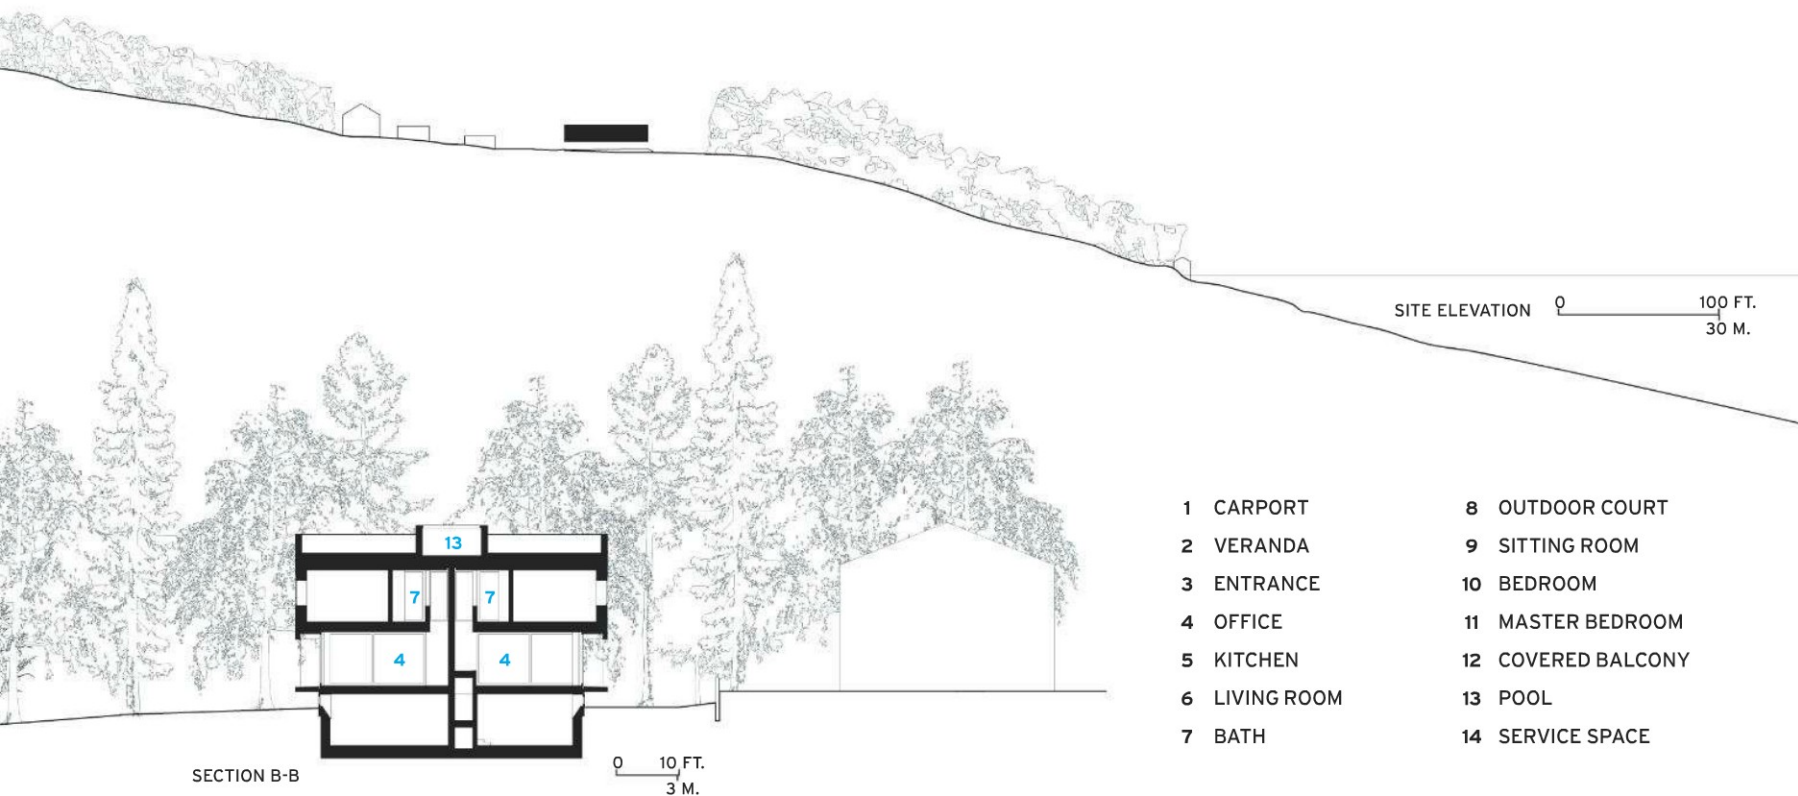 SITE ELEVATION
0 100 FT.
30 M.
13
7 7
4 4
SECTION B-B
0 10 FT.
3 M.
1 CARPORT
2 VERANDA
3 ENTRANCE
4 OFFICE
5 KITCHEN
6 LIVING ROOM
7 BATH
8 OUTDOOR COURT
9 SITTING ROOM
10 BEDROOM
11 MASTER BEDROOM
12 COVERED BALCONY
13 POOL
14 SERVICE SPACE